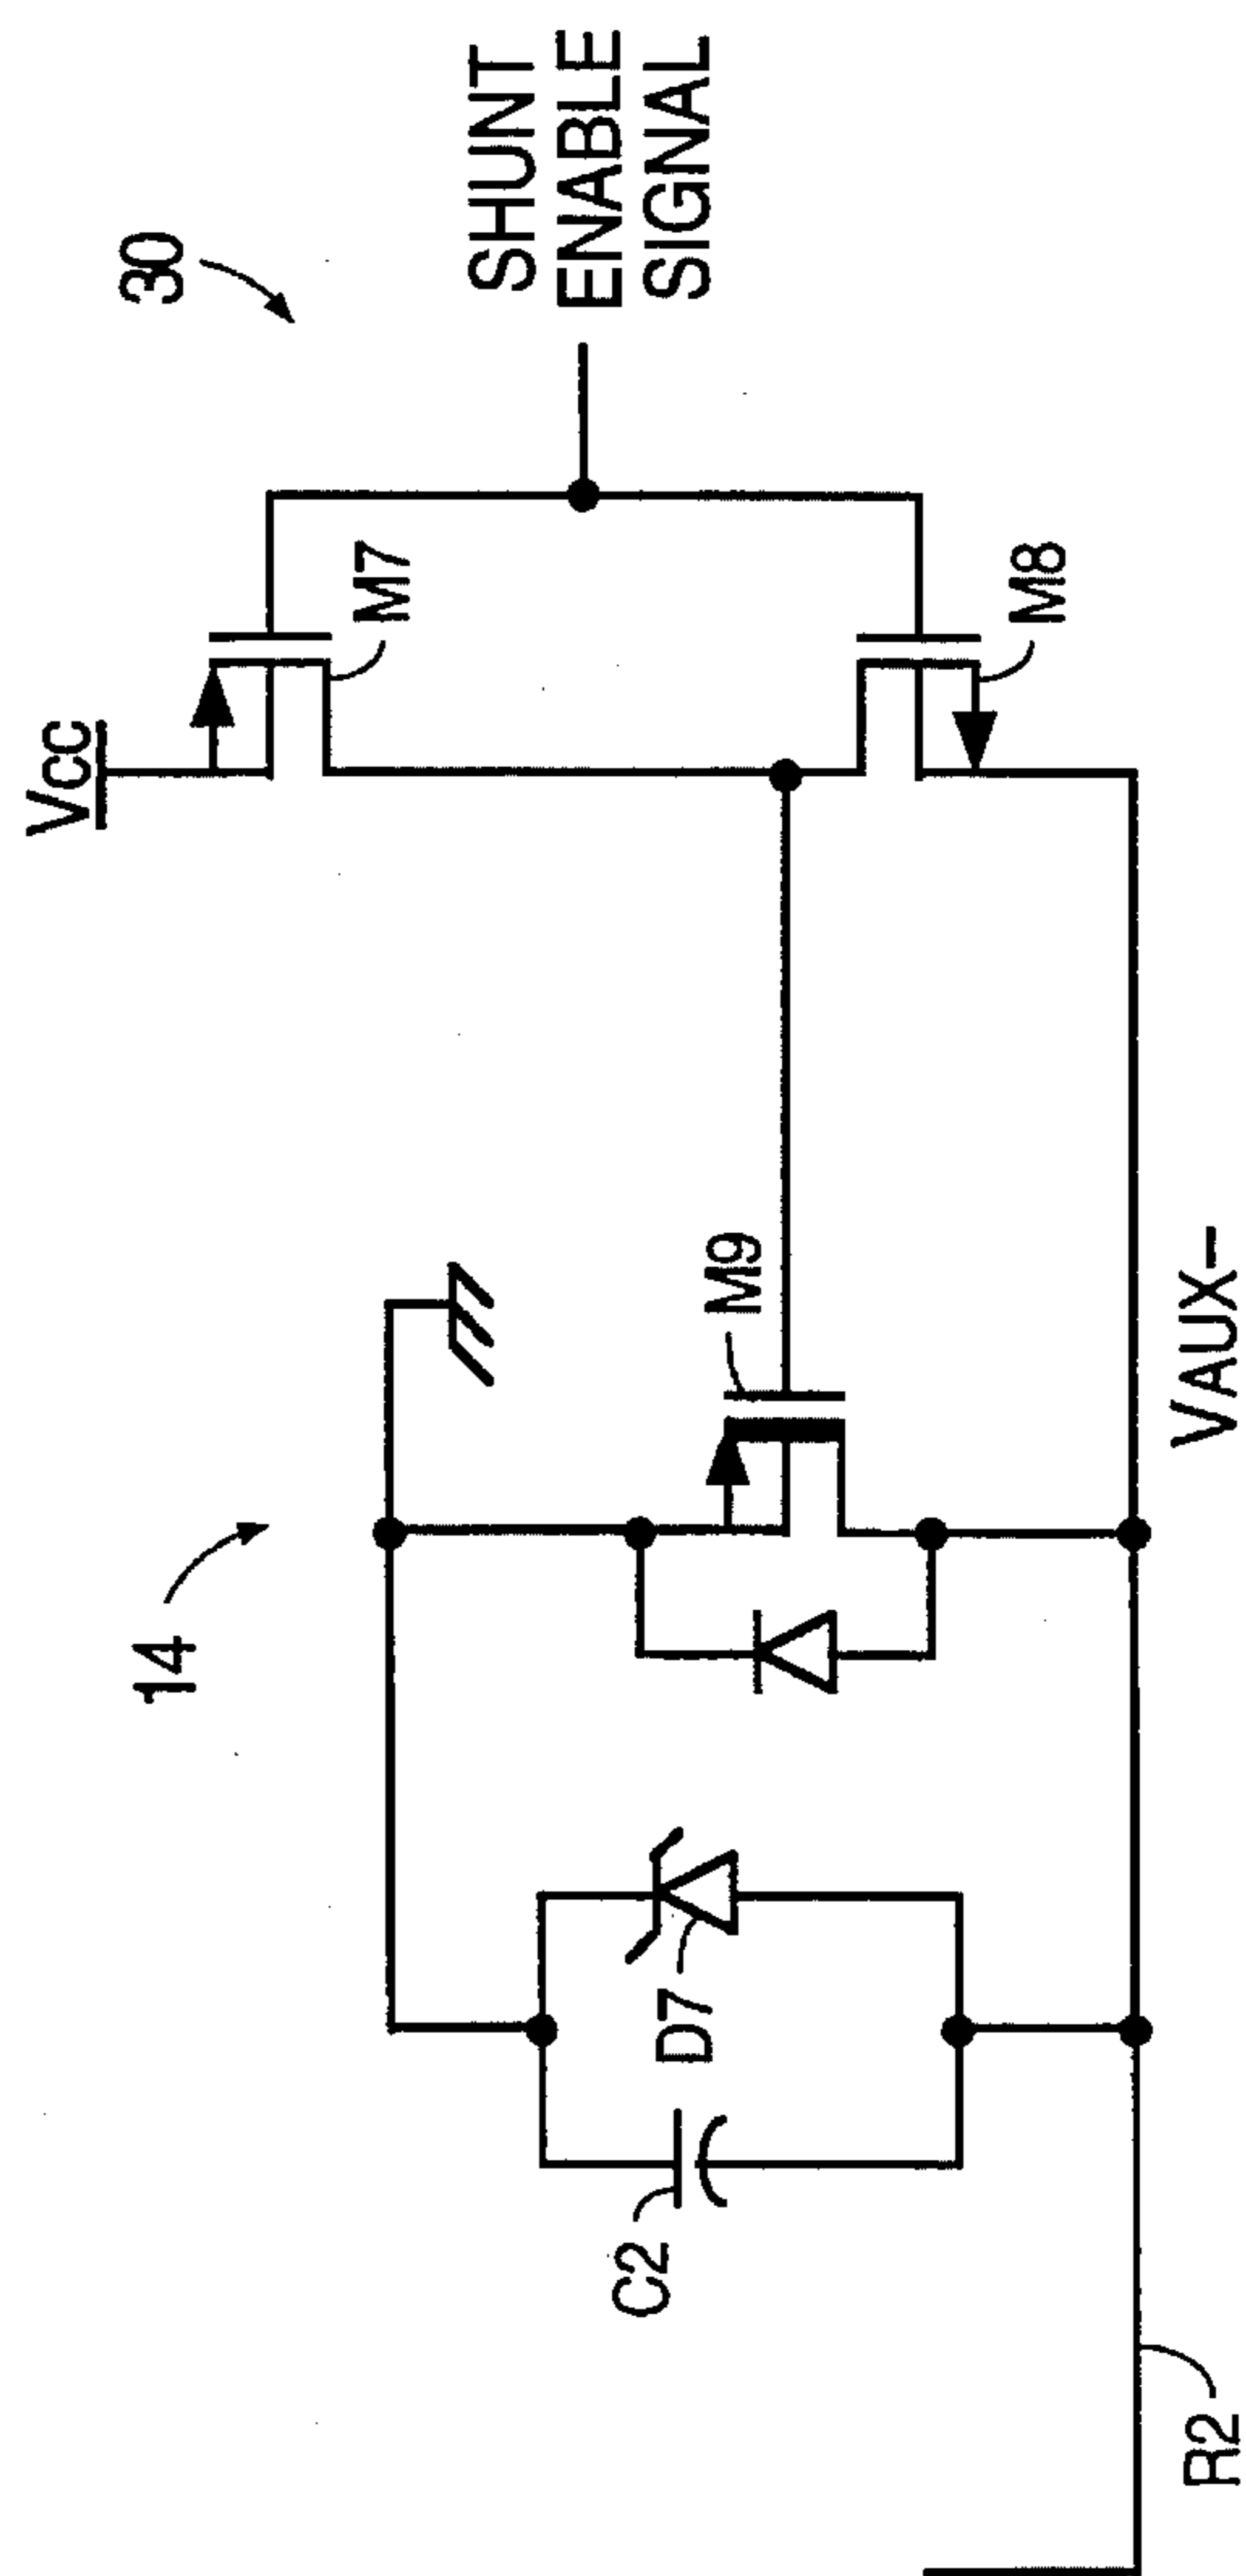 30
SHUNT
ENABLE
SIGNAL
VCC
M7
M8
14
M9
VAUX–
D7
C2
R2